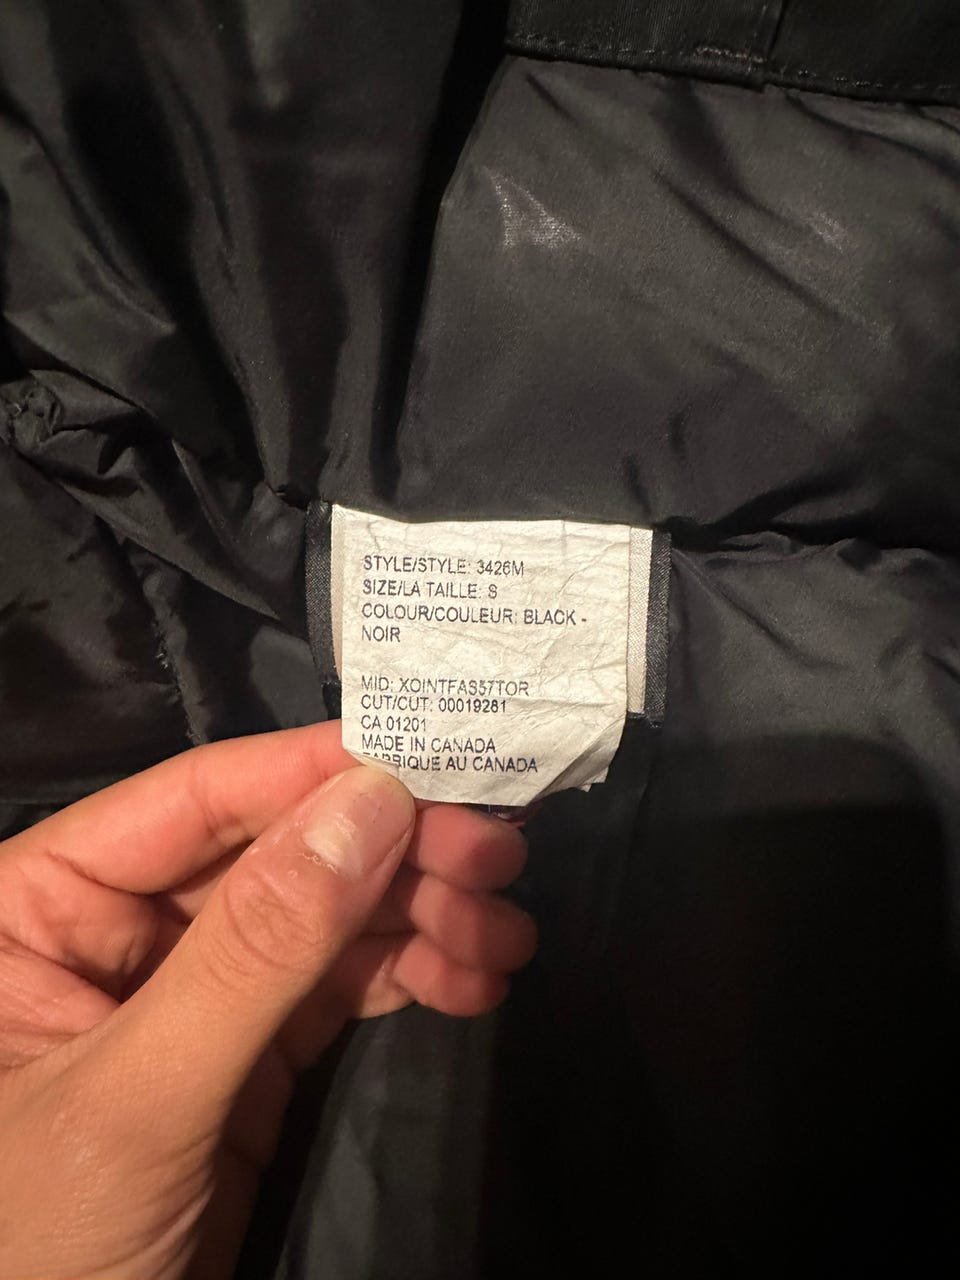 STYLE/STYLE: 3426M
SIZE/LA TAILLE: S
COLOUR/COULEUR: BLACK -
NOIR
MID: XOINTFAS57TOR
CUT/CUT: 00019281
CA 01201
MADE IN CANADA
FABRIQUE AU CANADA